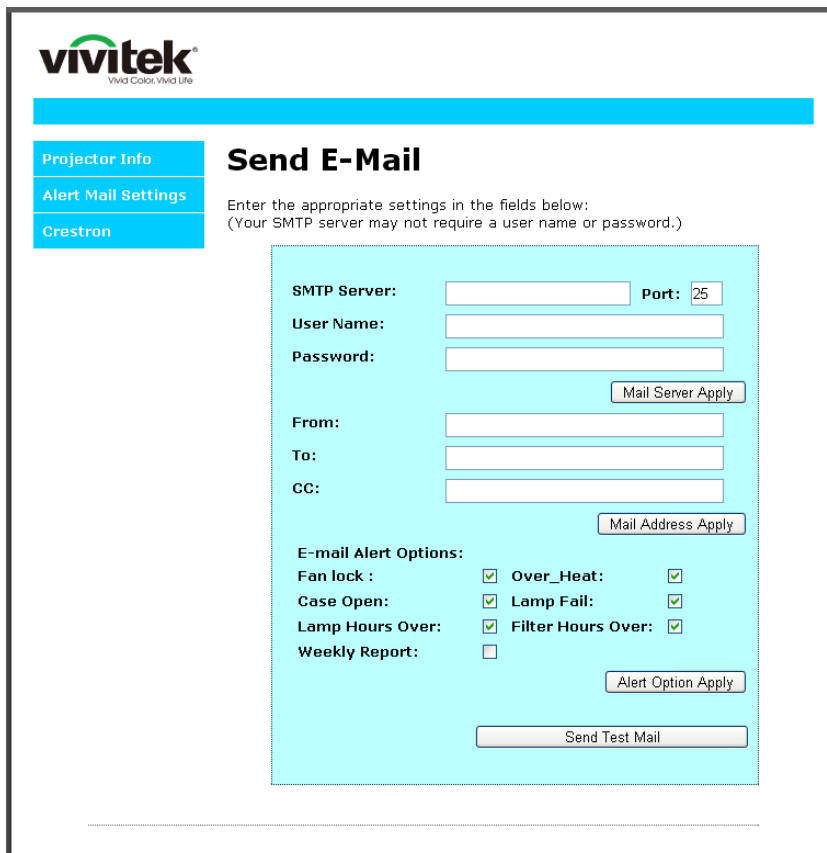 vivitek®
Vivid Color, Vivid Life
Projector Info
Alert Mail Settings
Crestron
Send E-Mail
Enter the appropriate settings in the fields below:
(Your SMTP server may not require a user name or password.)
SMTP Server: Port: 25
User Name:
Password:
Mail Server Apply
From:
To:
CC:
Mail Address Apply
E-mail Alert Options:
Fan lock : Over_Heat:
Case Open: Lamp Fail:
Lamp Hours Over: Filter Hours Over:
Weekly Report:
Alert Option Apply
Send Test Mail